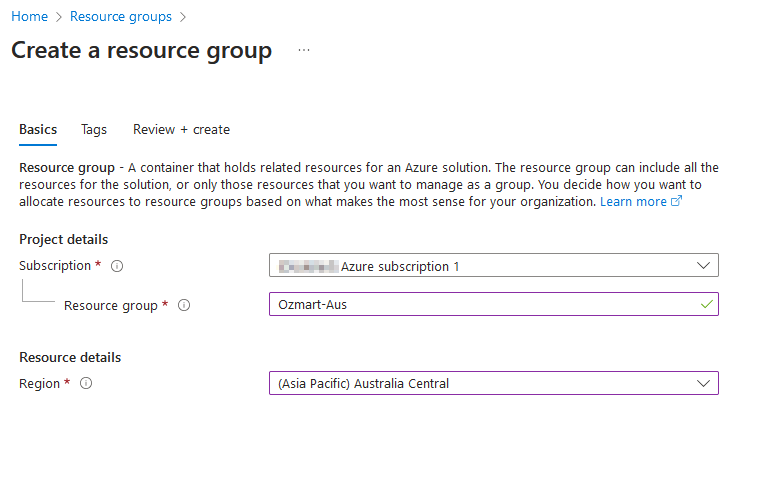 Home > Resource groups >
Create a resource group ...
Basics Tags Review + create
Resource group - A container that holds related resources for an Azure solution. The resource group can include all the
resources for the solution, or only those resources that you want to manage as a group. You decide how you want to
allocate resources to resource groups based on what makes the most sense for your organization. Learn more
Project details
Subscription * Azure subscription 1
Resource group * Ozmart-Aus
Resource details
Region * (Asia Pacific) Australia Central